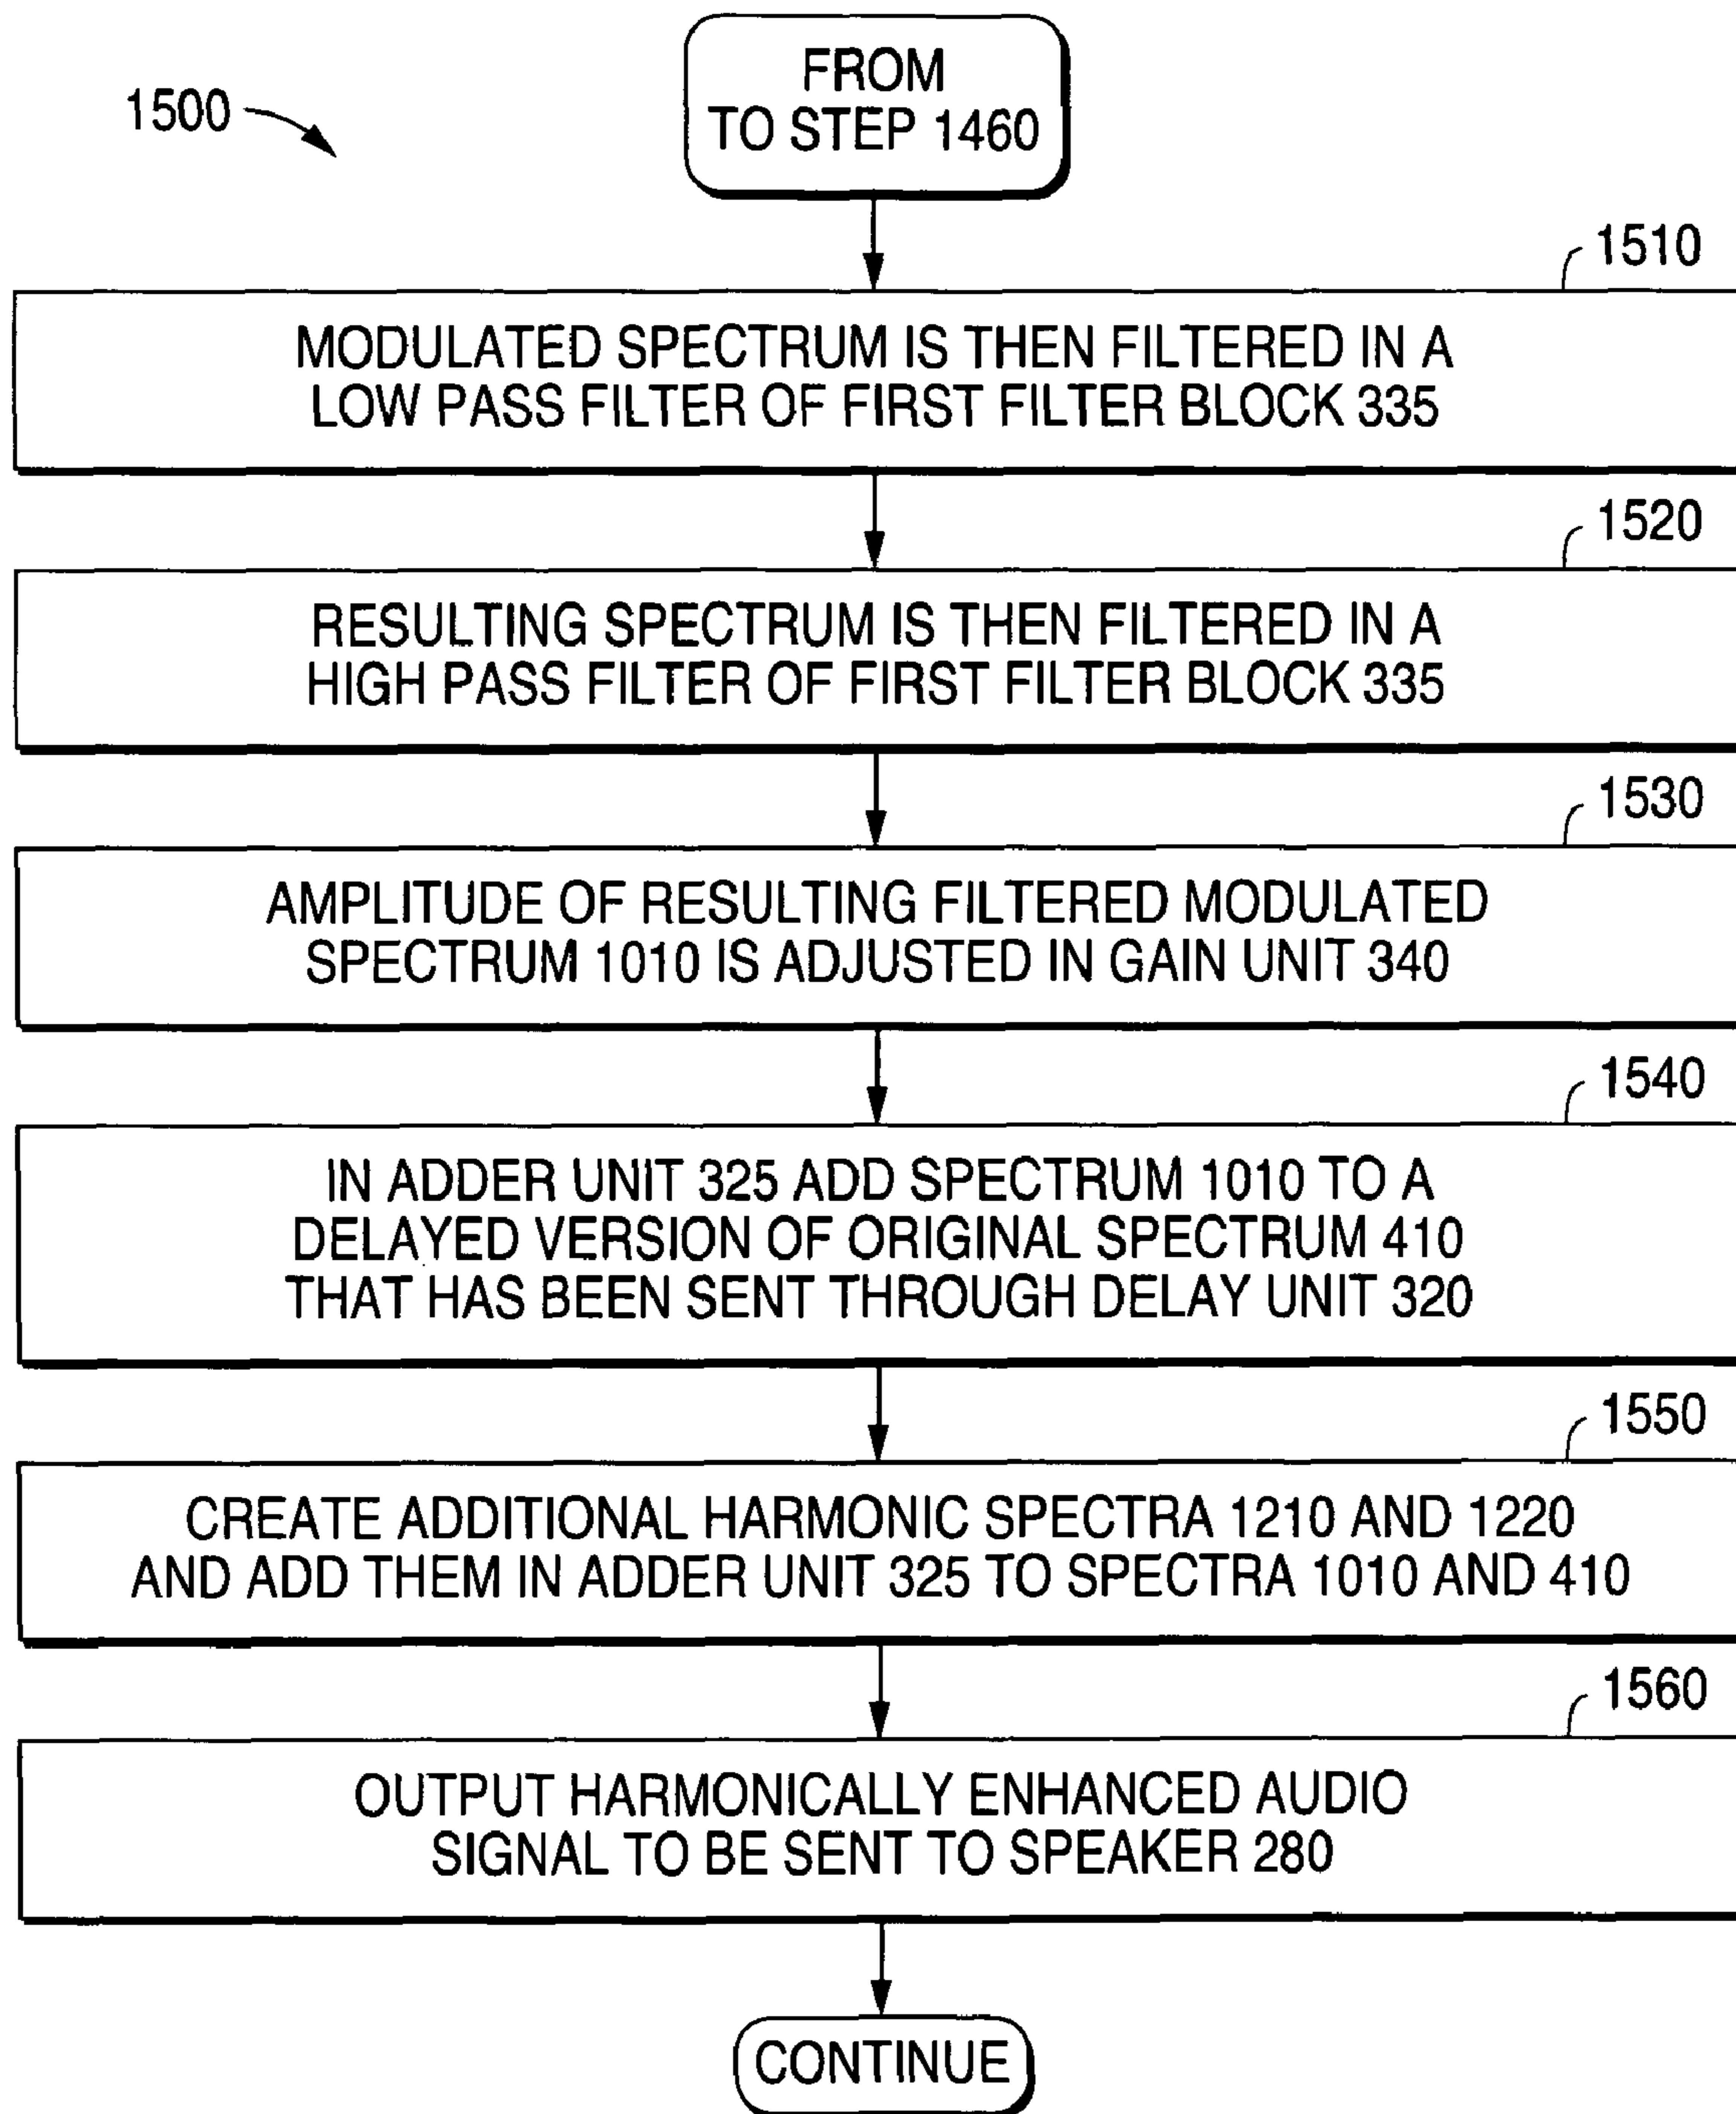 1500
FROM
TO STEP 1460
1510
MODULATED SPECTRUM IS THEN FILTERED IN A
LOW PASS FILTER OF FIRST FILTER BLOCK 335
1520
RESULTING SPECTRUM IS THEN FILTERED IN A
HIGH PASS FILTER OF FIRST FILTER BLOCK 335
1530
AMPLITUDE OF RESULTING FILTERED MODULATED
SPECTRUM 1010 IS ADJUSTED IN GAIN UNIT 340
1540
IN ADDER UNIT 325 ADD SPECTRUM 1010 TO A
DELAYED VERSION OF ORIGINAL SPECTRUM 410
THAT HAS BEEN SENT THROUGH DELAY UNIT 320
1550
CREATE ADDITIONAL HARMONIC SPECTRA 1210 AND 1220
AND ADD THEM IN ADDER UNIT 325 TO SPECTRA 1010 AND 410
1560
OUTPUT HARMONICALLY ENHANCED AUDIO
SIGNAL TO BE SENT TO SPEAKER 280
CONTINUE